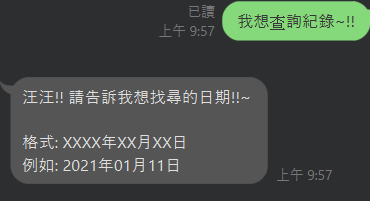 已讀
上午 9:57
我想查詢紀錄~!!
汪汪!! 請告訴我想找尋的日期!!~
格式: XXXX年XX月XX日
例如: 2021年01月11日
上午 9:57